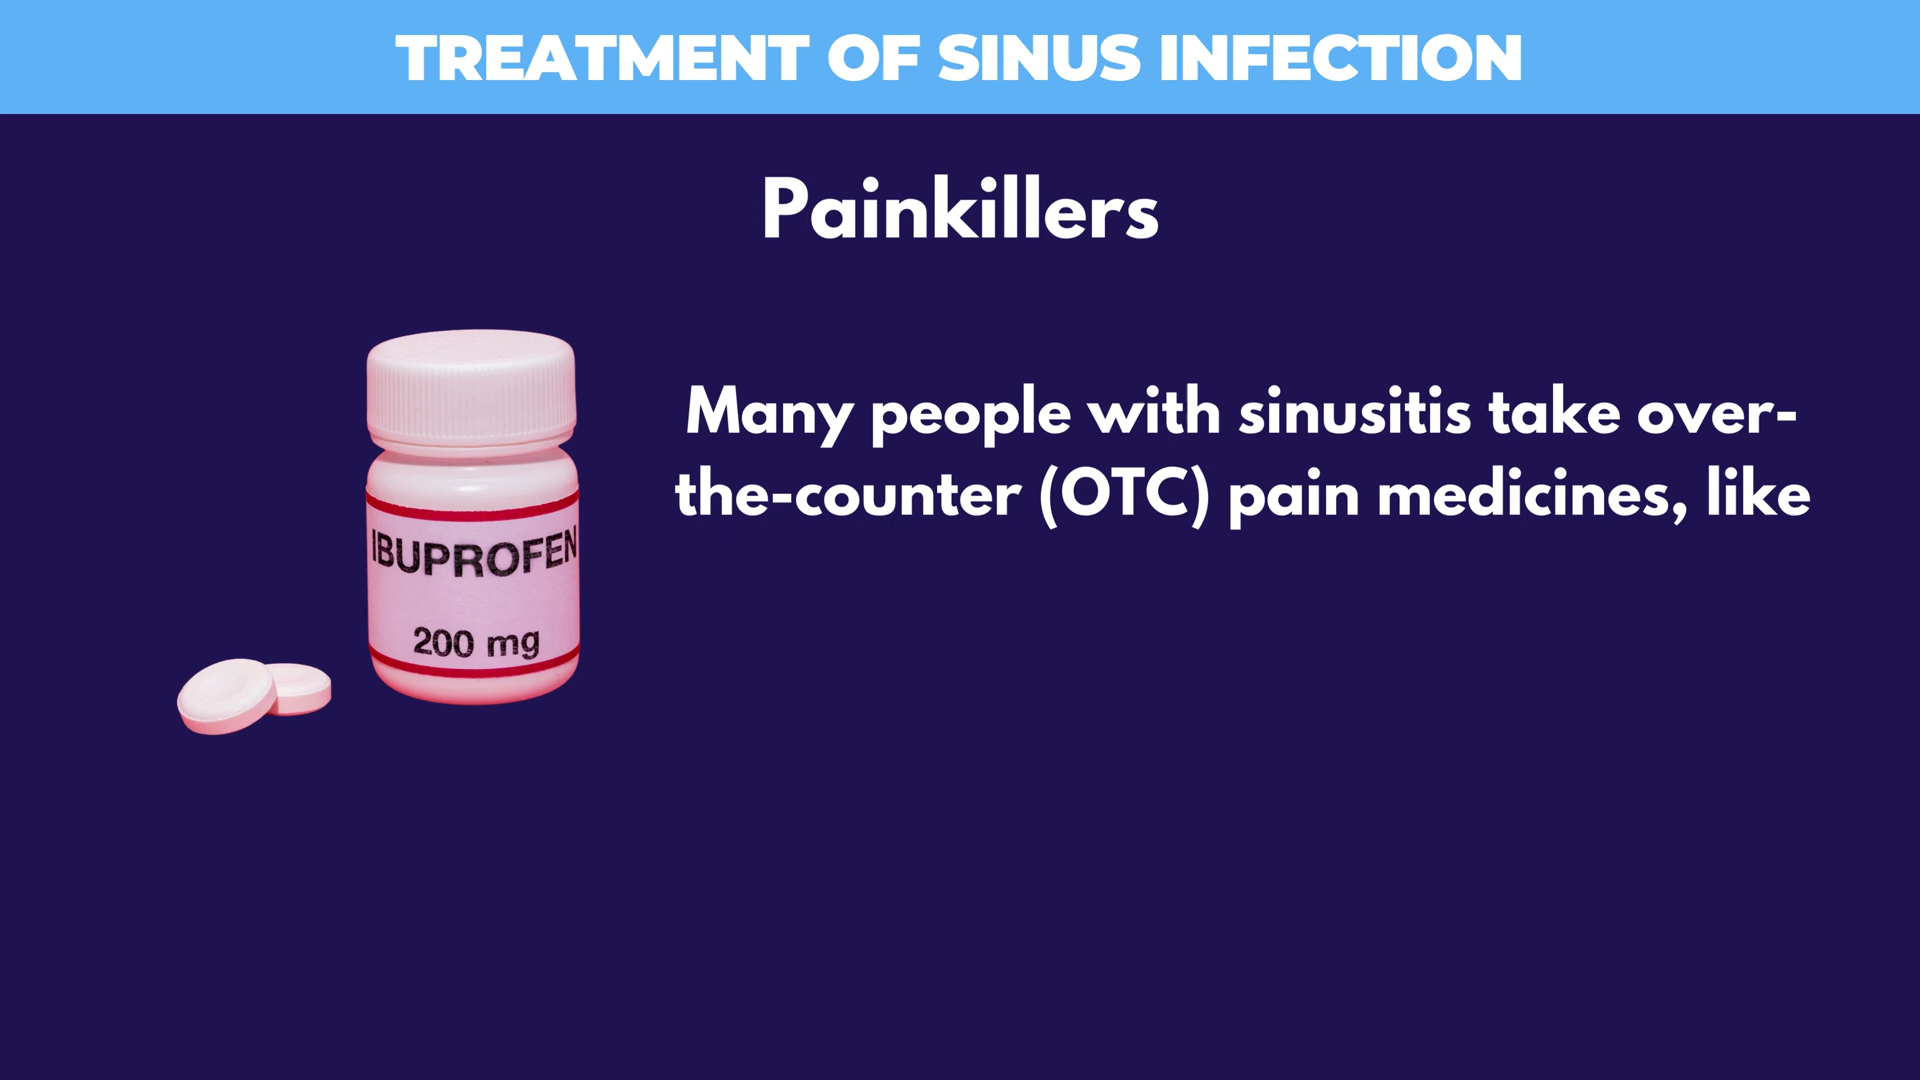 TREATMENT OF SINUS INFECTION
Painkillers
Many people with sinusitis take over-
the-counter (OTC) pain medicines, like
IBUPROFEN
200 mg